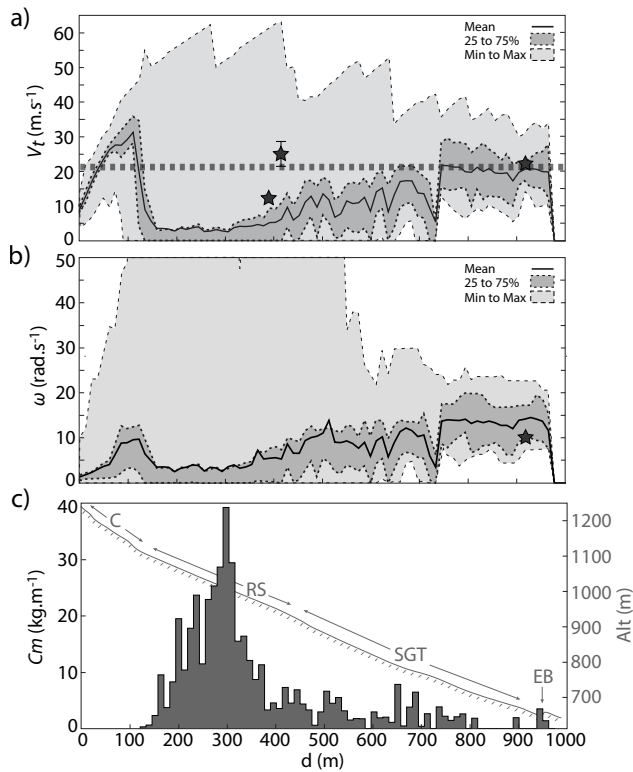 a)
60
50
40
30
20
10
0
Vt (m.s-1)
Mean
25 to 75%
Min to Max
b)
50
40
30
20
10
0
ω (rad.s-1)
Mean
25 to 75%
Min to Max
c)
40
30
20
10
0
Cm (kg.m-1)
C
RS
SGT
EB
1200
1100
1000
900
800
700
Alt (m)
0 100 200 300 400 500 600 700 800 900 1000
d (m)